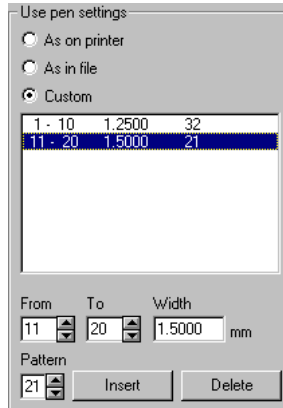 Use pen settings
As on printer
As in file
Custom
1 - 10 1.2500 32
11 - 20 1.5000 21
From To Width
11 20 1.5000 mm
Pattern
21 Insert Delete